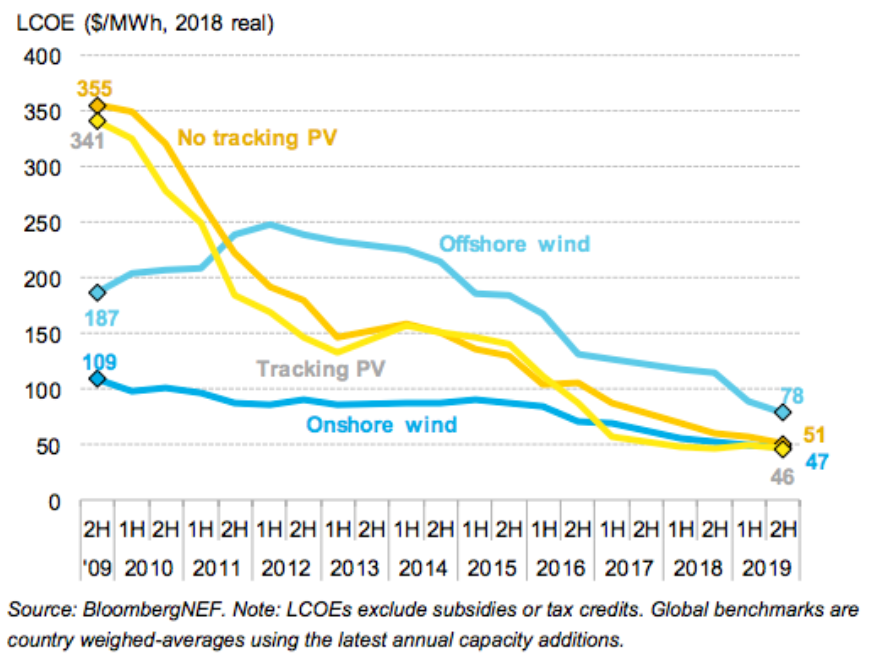 LCOE ($/MWh, 2018 real)
400
350
300
250
200
150
100
50
0
355
341
No tracking PV
Offshore wind
187
109
Tracking PV
Onshore wind
78
51
47
46
2H 1H 2H 1H 2H 1H 2H 1H 2H 1H 2H 1H 2H 1H 2H 1H 2H 1H 2H 1H 2H
'09 2010 2011 2012 2013 2014 2015 2016 2017 2018 2019
Source: BloombergNEF. Note: LCOEs exclude subsidies or tax credits. Global benchmarks are
country weighed-averages using the latest annual capacity additions.